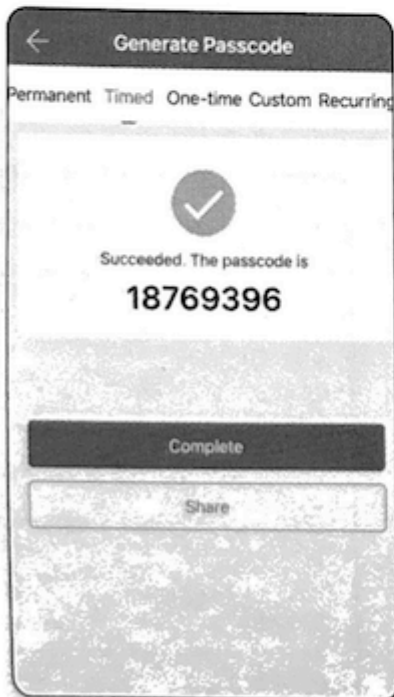 Generate Passcode
Permanent Timed One-time Custom Recurring
Succeeded. The passcode is
18769396
Complete
Share